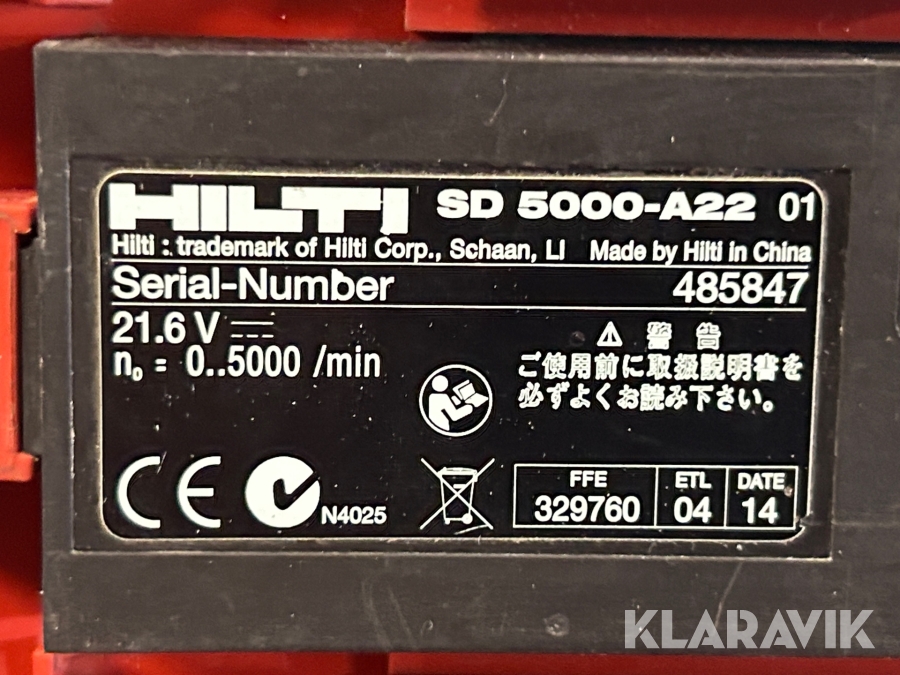 HILTI SD 5000-A22 01
Hilti : trademark of Hilti Corp., Schaan, LI Made by Hilti in China
Serial-Number 485847
21.6 V
n₀ = 0..5000 /min
⚠ 警告
ご使用前に取扱説明書を
必ずよくお読み下さい。
CE N4025
FFE ETL DATE
329760 04 14
KLARAVIK